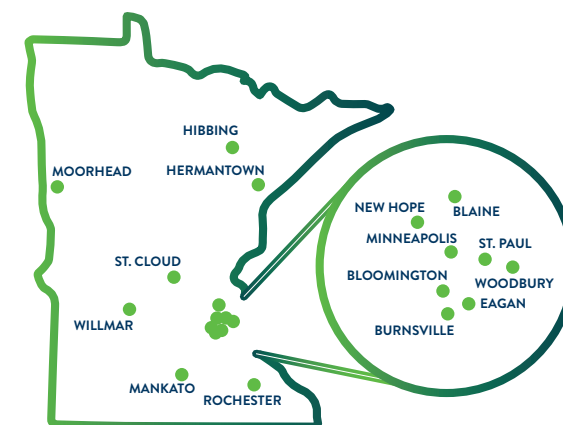 HIBBING
HERMANTOWN
MOORHEAD
NEW HOPE
BLAINE
MINNEAPOLIS
ST. PAUL
ST. CLOUD
BLOOMINGTON
WOODBURY
EAGAN
WILLMAR
BURNSVILLE
MANKATO
ROCHESTER